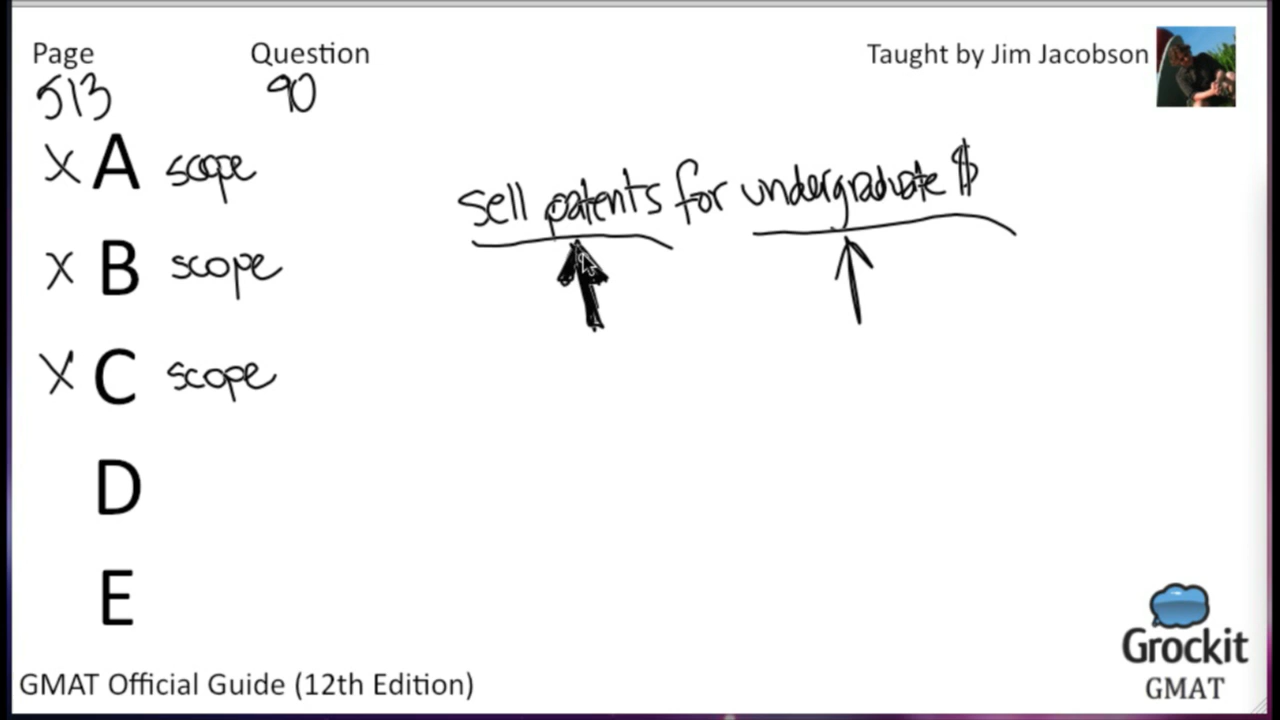 Page Question Taught by Jim Jacobson
513 90
X A scope
sell patents for undergraduate $
X B scope
X C scope
D
E
Grockit
GMAT
GMAT Official Guide (12th Edition)